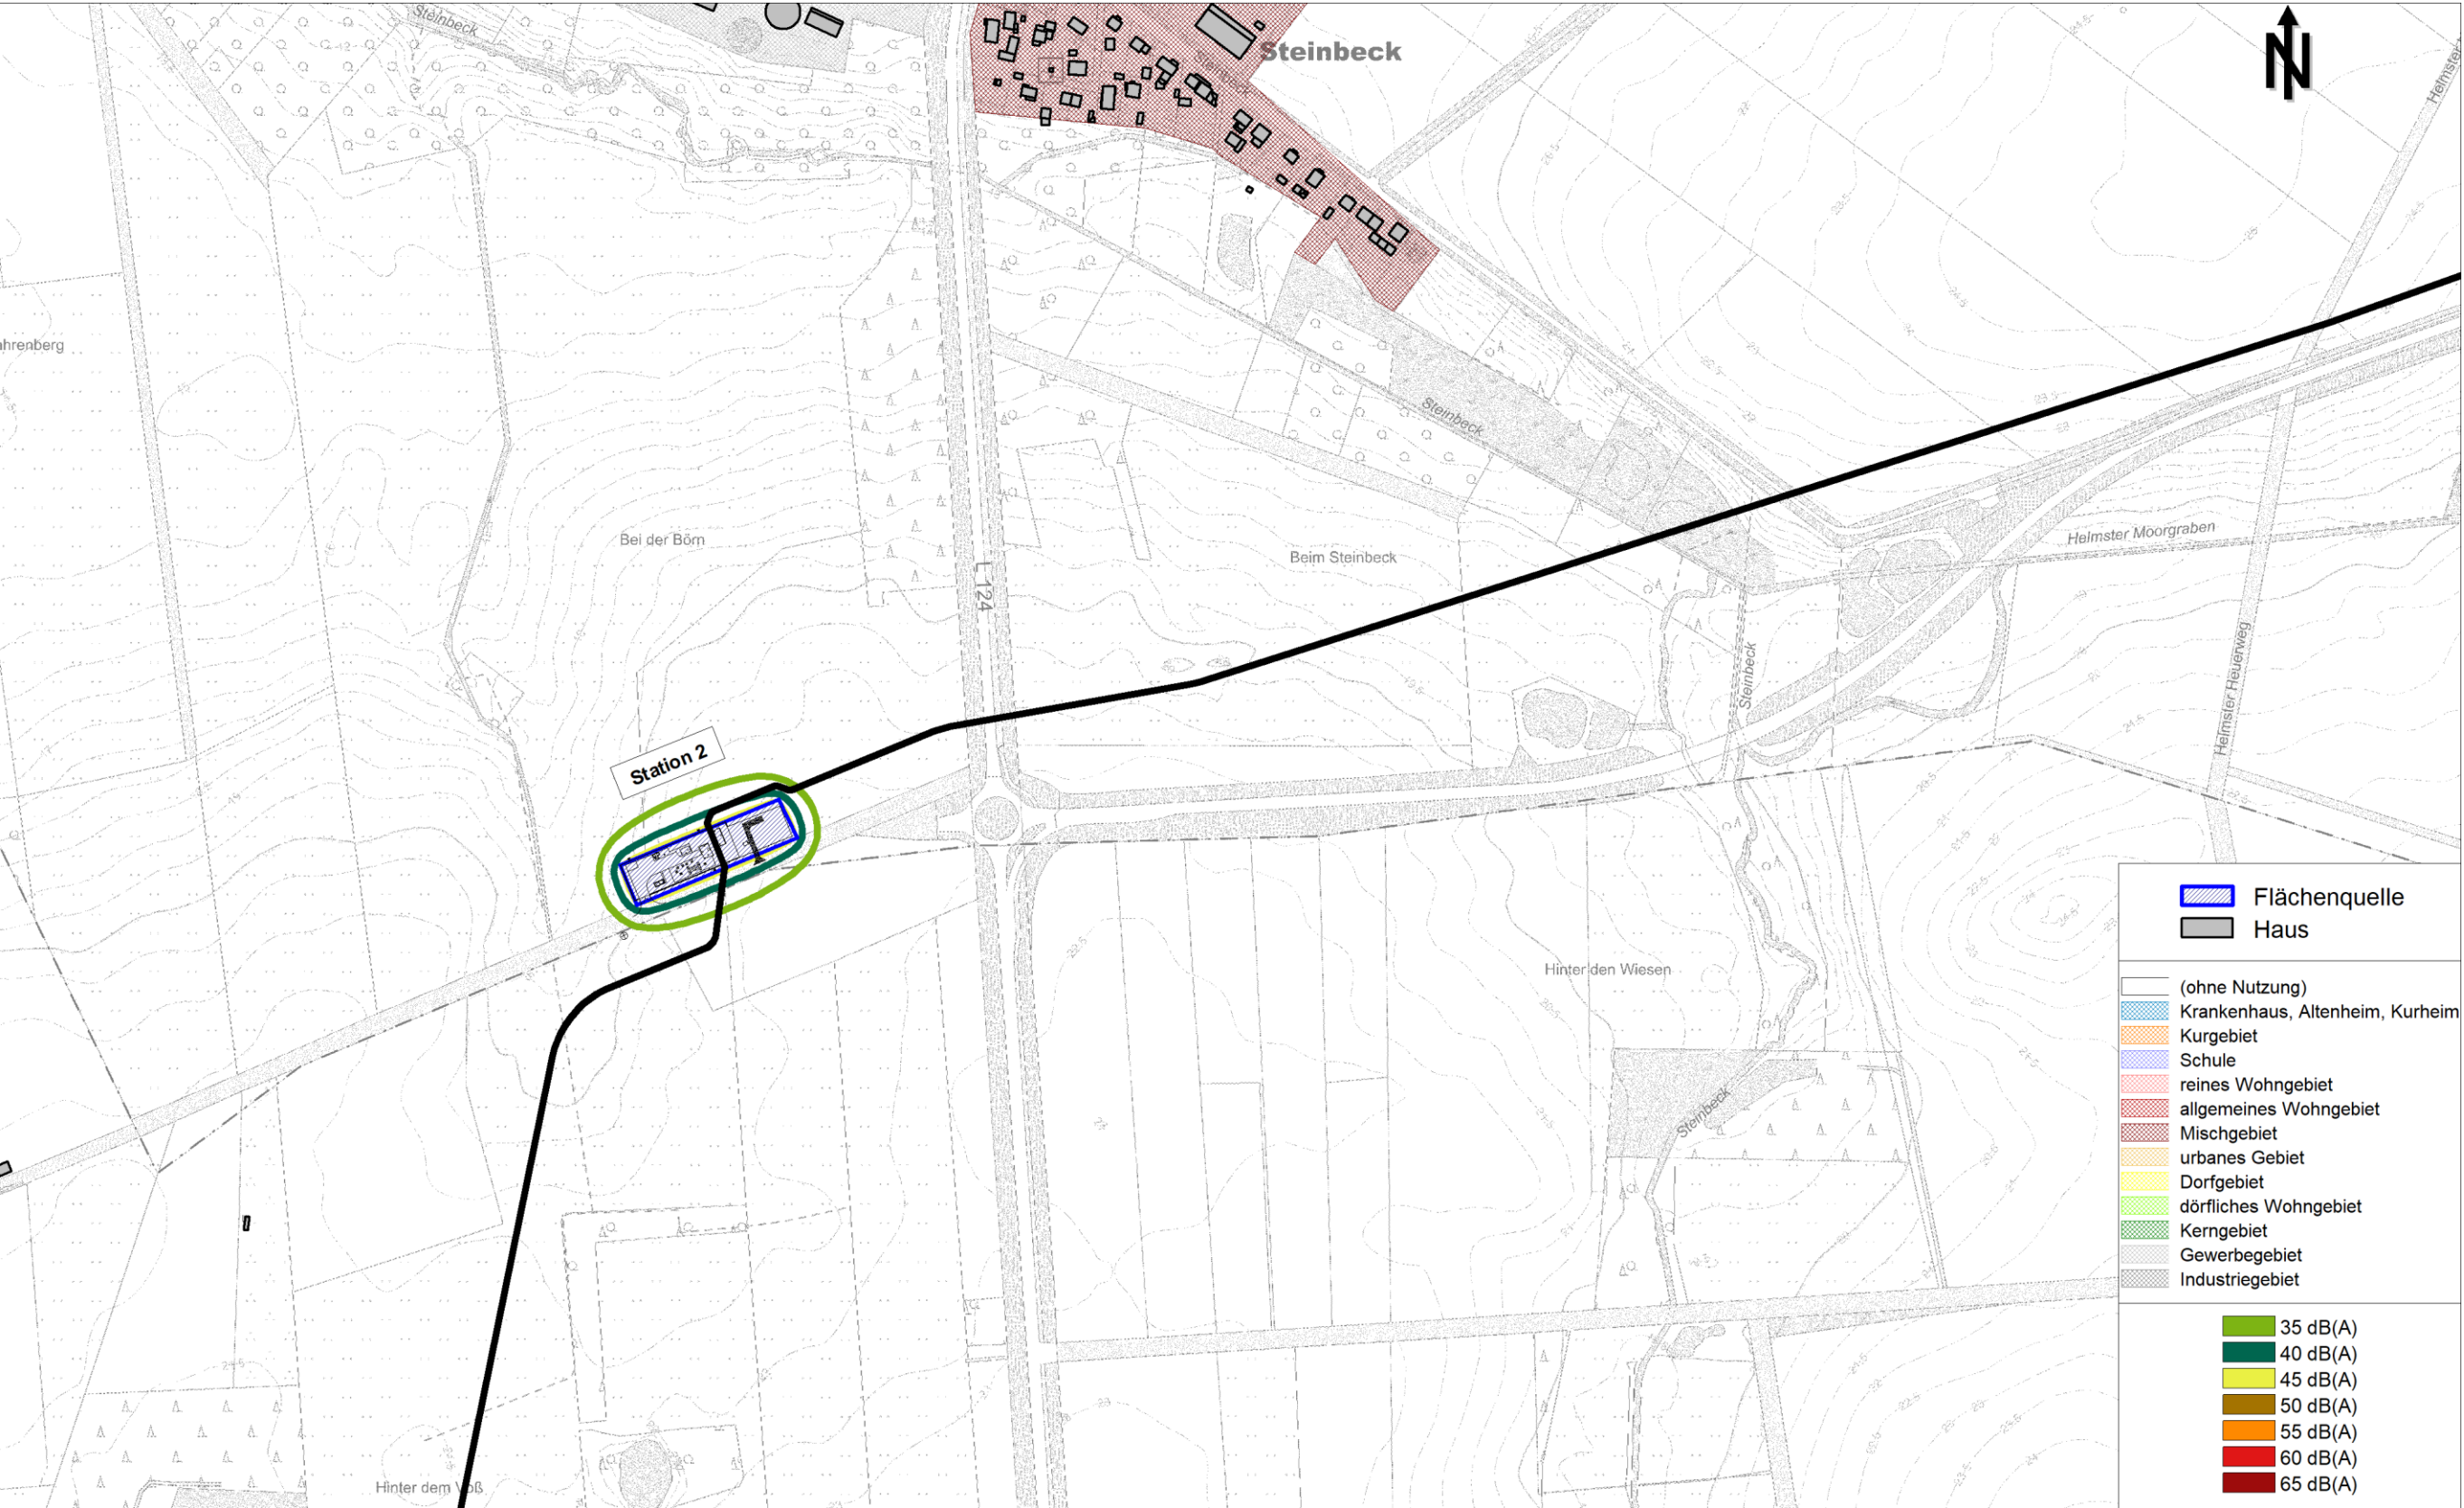 Steinbeck
Steinbeck
Steinbeck
N
Bei der Börn
L 124
Beim Steinbeck
Steinbeck
Helmster Moorgraben
Steinbeck
Helmster Heuerweg
Station 2
Hinter den Wiesen
Steinbeck
Hinter dem Voß
Flächenquelle
Haus
(ohne Nutzung)
Krankenhaus, Altenheim, Kurheim
Kurgebiet
Schule
reines Wohngebiet
allgemeines Wohngebiet
Mischgebiet
urbanes Gebiet
Dorfgebiet
dörfliches Wohngebiet
Kerngebiet
Gewerbegebiet
Industriegebiet
35 dB(A)
40 dB(A)
45 dB(A)
50 dB(A)
55 dB(A)
60 dB(A)
65 dB(A)